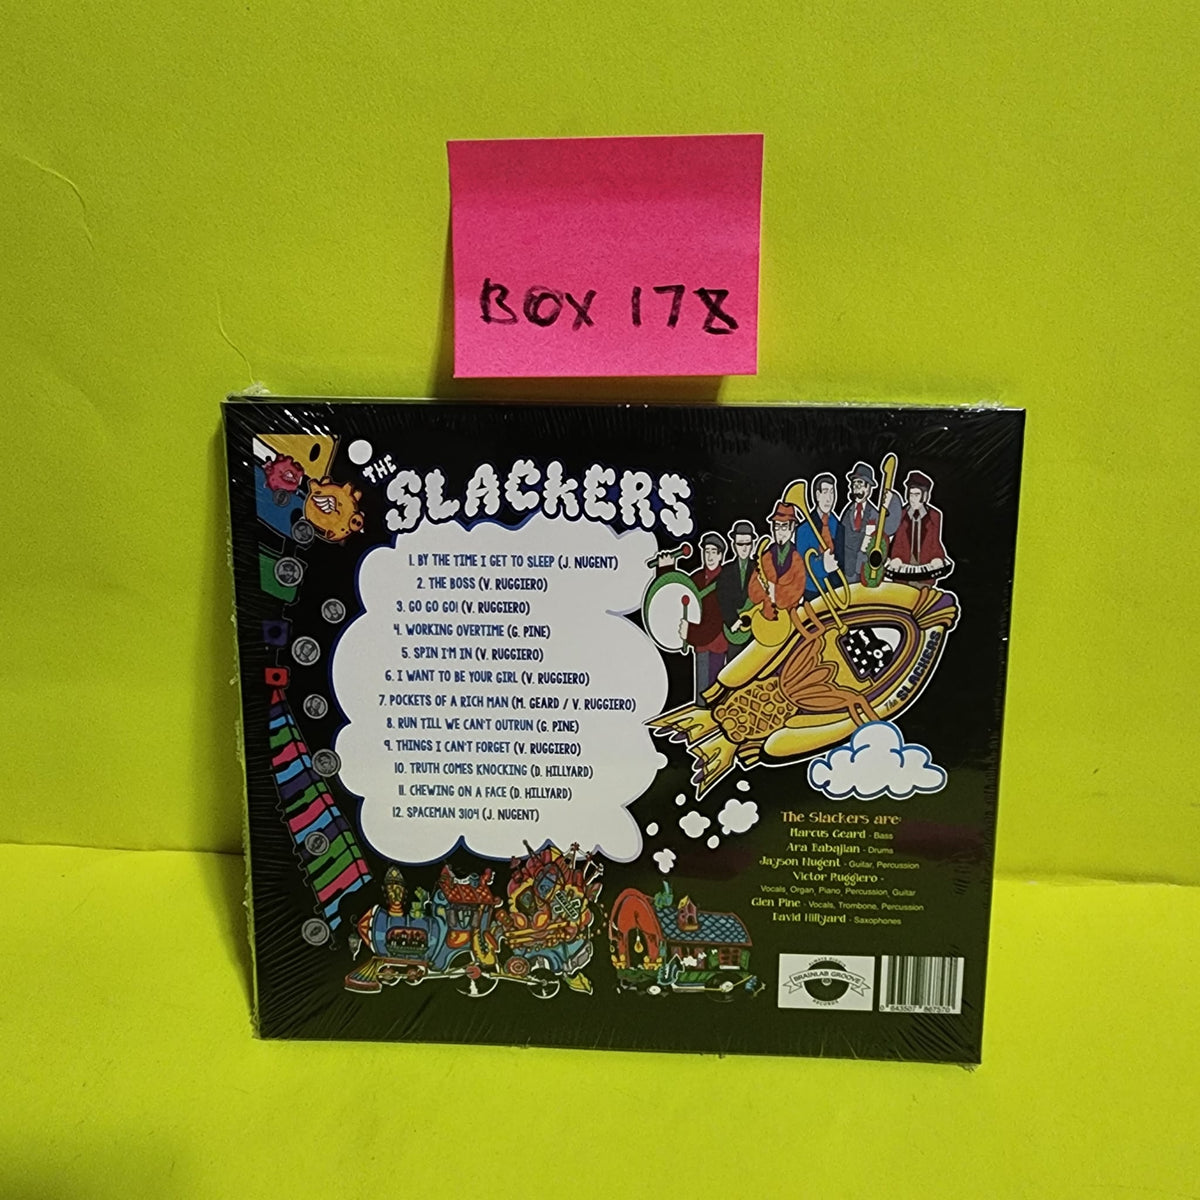 BOX 178
THE
SLACKERS
1. BY THE TIME I GET TO SLEEP (J. NUGENT)
2. THE BOSS (V. RUGGIERO)
3. GO GO GO! (V. RUGGIERO)
4. WORKING OVERTIME (G. PINE)
5. SPIN I'M IN (V. RUGGIERO)
6. I WANT TO BE YOUR GIRL (V. RUGGIERO)
7. POCKETS OF A RICH MAN (M. GEARD / V. RUGGIERO)
8. RUN TILL WE CAN'T OUTRUN (G. PINE)
9. THINGS I CAN'T FORGET (V. RUGGIERO)
10. TRUTH COMES KNOCKING (D. HILLYARD)
11. CHEWING ON A FACE (D. HILLYARD)
12. SPACEMAN 3104 (J. NUGENT)
The SLACKERS
The Slackers are:
Marcus Geard - Bass
Ara Babajian - Drums
Jayson Nugent - Guitar, Percussion
Victor Ruggiero -
Vocals, Organ, Piano, Percussion, Guitar
Glen Pine - Vocals, Trombone, Percussion
David Hillyard - Saxophones
BRAINLAB GROOVE
RECORDS
0 643507 867570